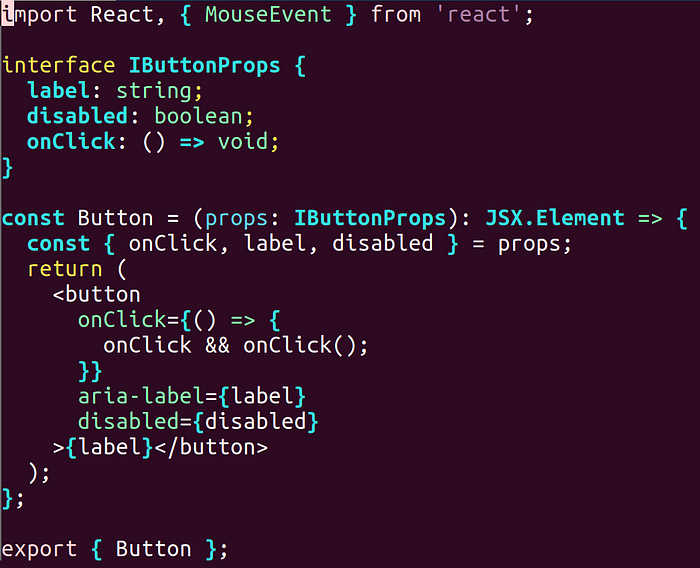 import React, { MouseEvent } from 'react';

interface IButtonProps {
  label: string;
  disabled: boolean;
  onClick: () => void;
}

const Button = (props: IButtonProps): JSX.Element => {
  const { onClick, label, disabled } = props;
  return (
    <button
      onClick={() => {
        onClick && onClick();
      }}
      aria-label={label}
      disabled={disabled}
    >{label}</button>
  );
};

export { Button };